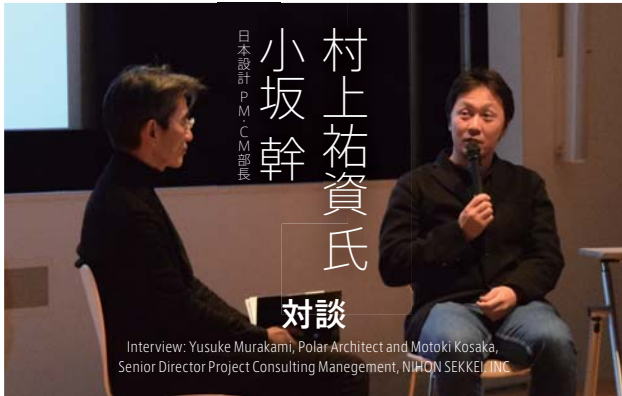 村上祐資氏
小坂 幹
日本設計 PM・CM部長
対談
Interview: Yusuke Murakami, Polar Architect and Motoki Kosaka,
Senior Director Project Consulting Manegement, NIHON SEKKEI, INC